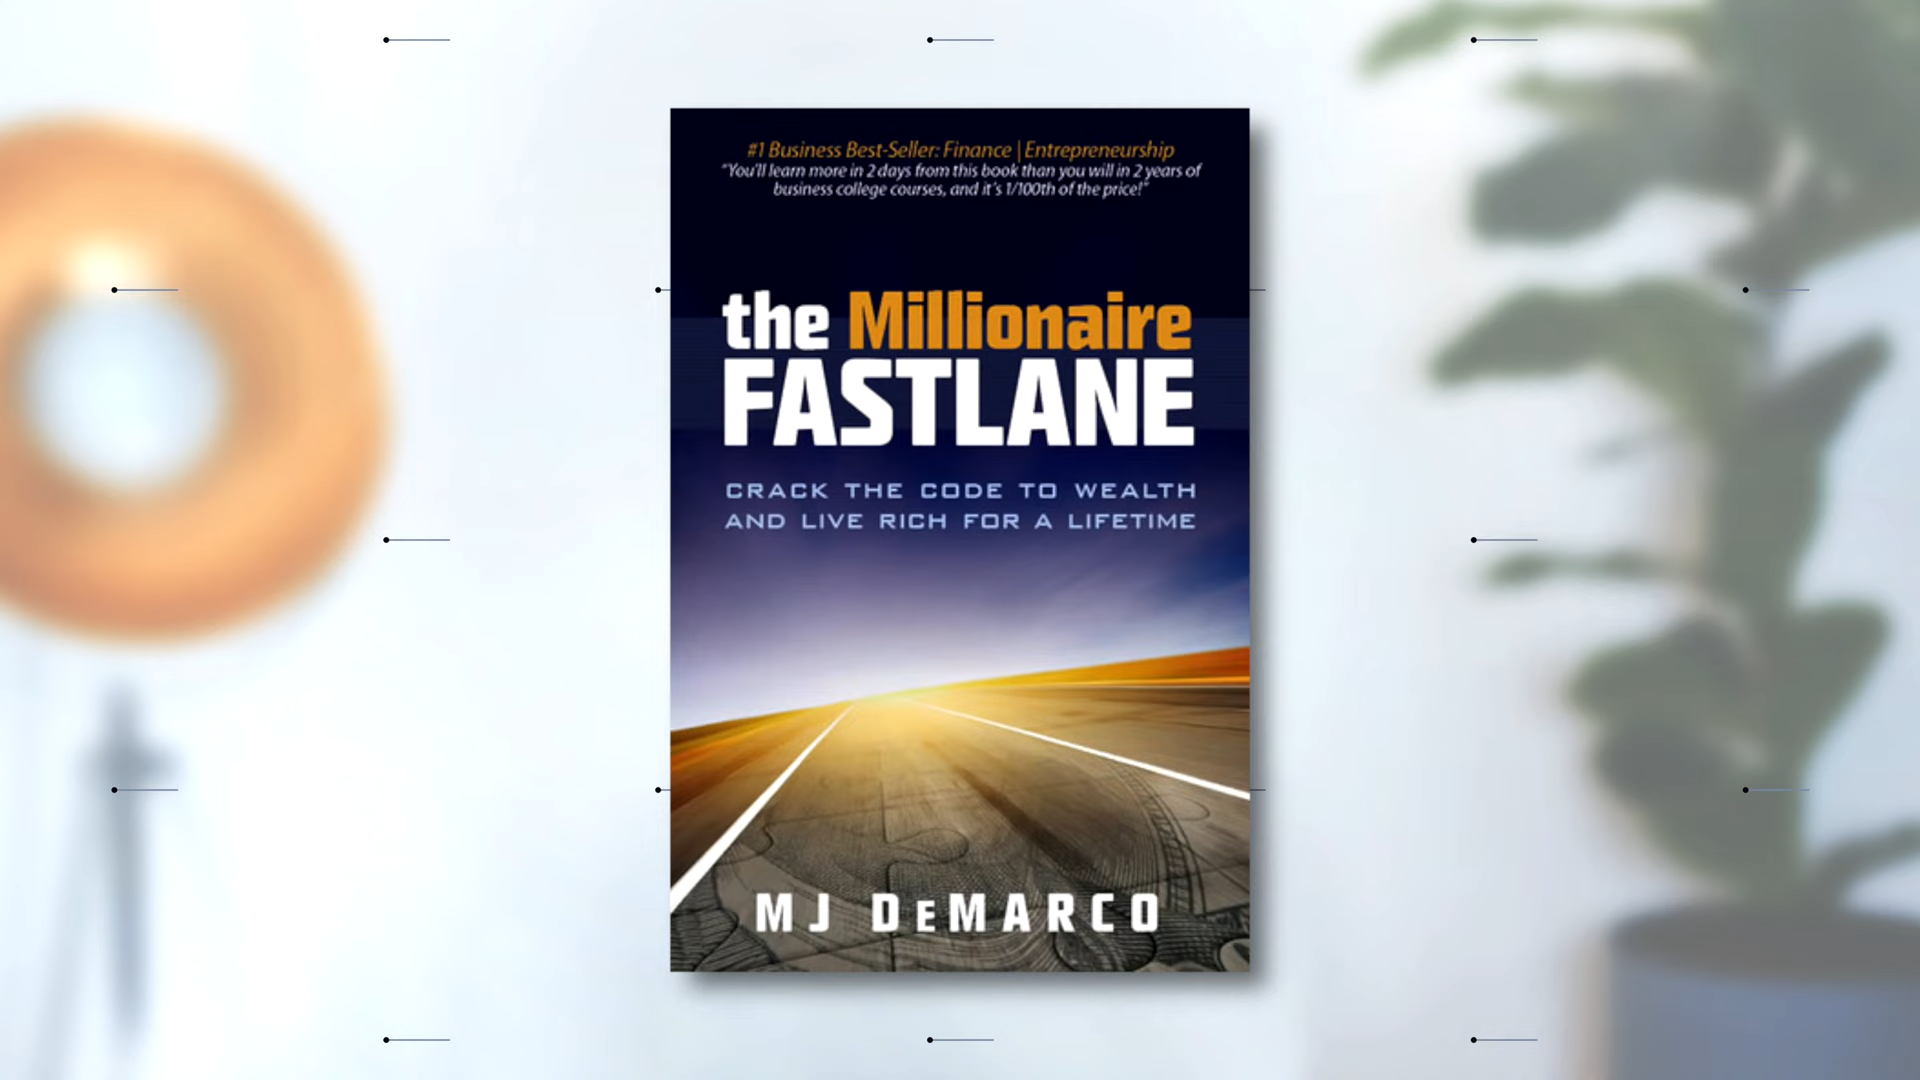 #1 Business Best-Seller: Finance | Entrepreneurship
"You'll learn more in 2 days from this book than you will in 2 years of
business college courses, and it's 1/100th of the price!"
the Millionaire
FASTLANE
CRACK THE CODE TO WEALTH
AND LIVE RICH FOR A LIFETIME
MJ DeMARCO